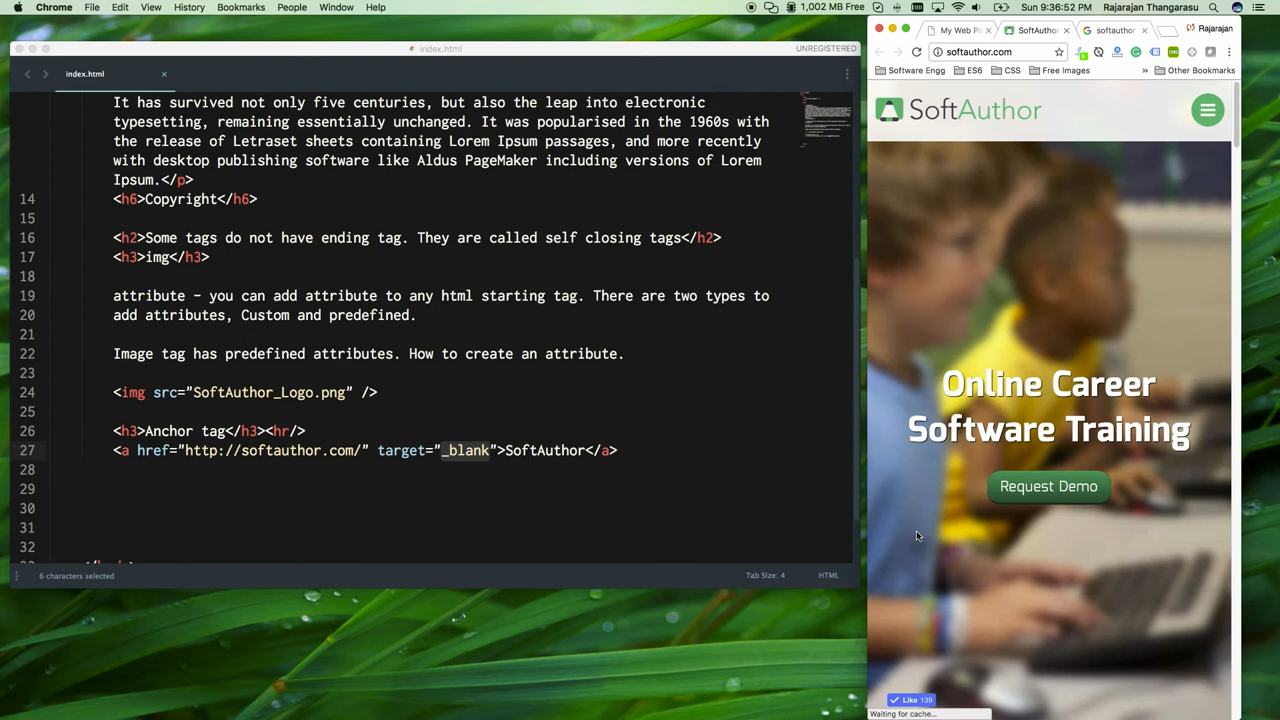 Chrome File Edit View History Bookmarks People Window Help 1,002 MB Free Sun 9:36:52 PM Rajarajan Thangarasu
index.html UNREGISTERED
index.html
It has survived not only five centuries, but also the leap into electronic
typesetting, remaining essentially unchanged. It was popularised in the 1960s with
the release of Letraset sheets containing Lorem Ipsum passages, and more recently
with desktop publishing software like Aldus PageMaker including versions of Lorem
Ipsum.</p>
14 <h6>Copyright</h6>
15
16 <h2>Some tags do not have ending tag. They are called self closing tags</h2>
17 <h3>img</h3>
18
19 attribute - you can add attribute to any html starting tag. There are two types to
20 add attributes, Custom and predefined.
21
22 Image tag has predefined attributes. How to create an attribute.
23
24 <img src="SoftAuthor_Logo.png" />
25
26 <h3>Anchor tag</h3><hr/>
27 <a href="http://softauthor.com/" target="_blank">SoftAuthor</a>
28
29
30
31
32
6 characters selected Tab Size: 4 HTML
My Web Pa SoftAuthor softauthor Rajarajan
softauthor.com
Software Engg ES6 CSS Free Images » Other Bookmarks
SoftAuthor
Online Career
Software Training
Request Demo
Like 139
Waiting for cache...